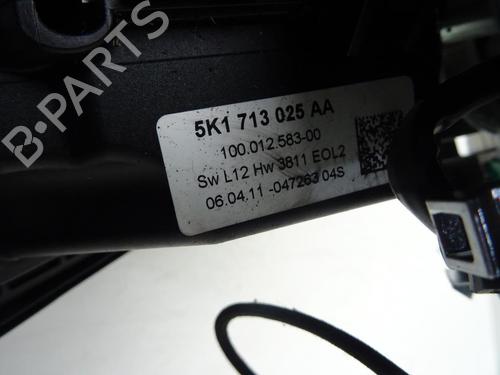 5K1 713 025 AA
100.012.583-00
Sw L12 Hw 3811 EOL2
06.04.11 -047263 04S
B-PARTS